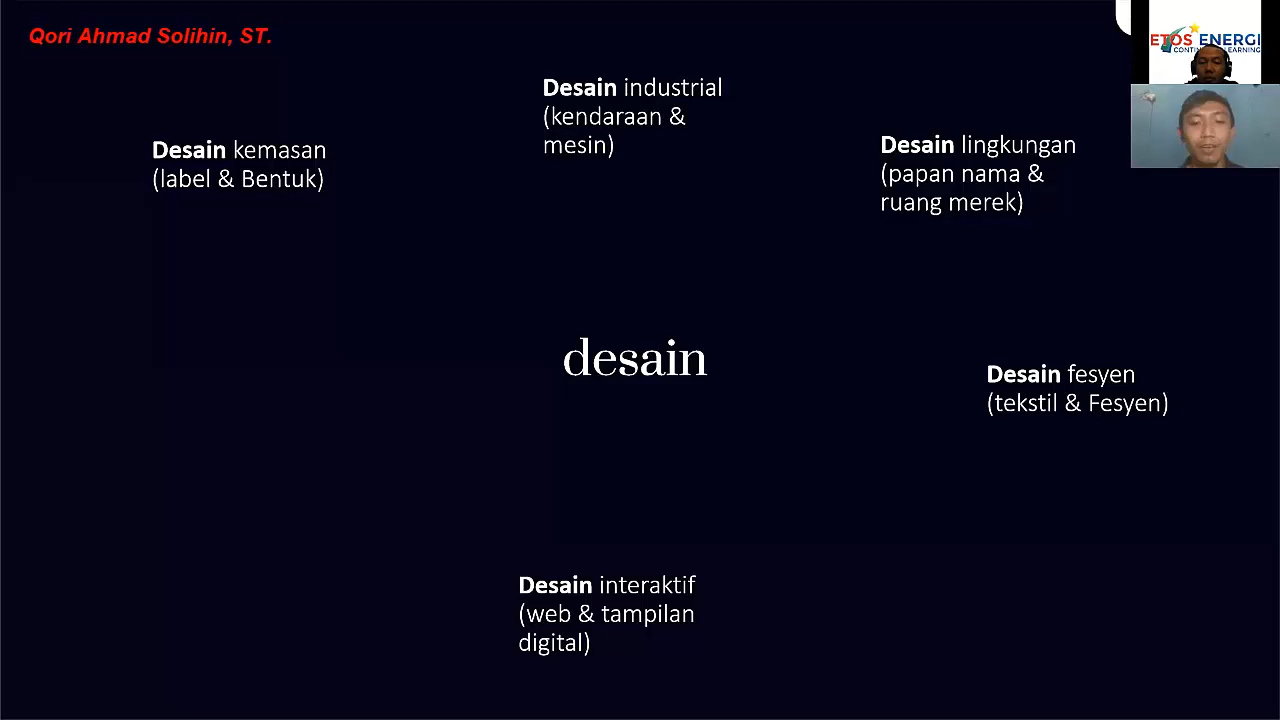 Qori Ahmad Solihin, ST.
ETOS ENERGI
Desain industrial
(kendaraan &
mesin)
Desain kemasan
(label & Bentuk)
Desain lingkungan
(papan nama &
ruang merek)
desain
Desain fesyen
(tekstil & Fesyen)
Desain interaktif
(web & tampilan
digital)